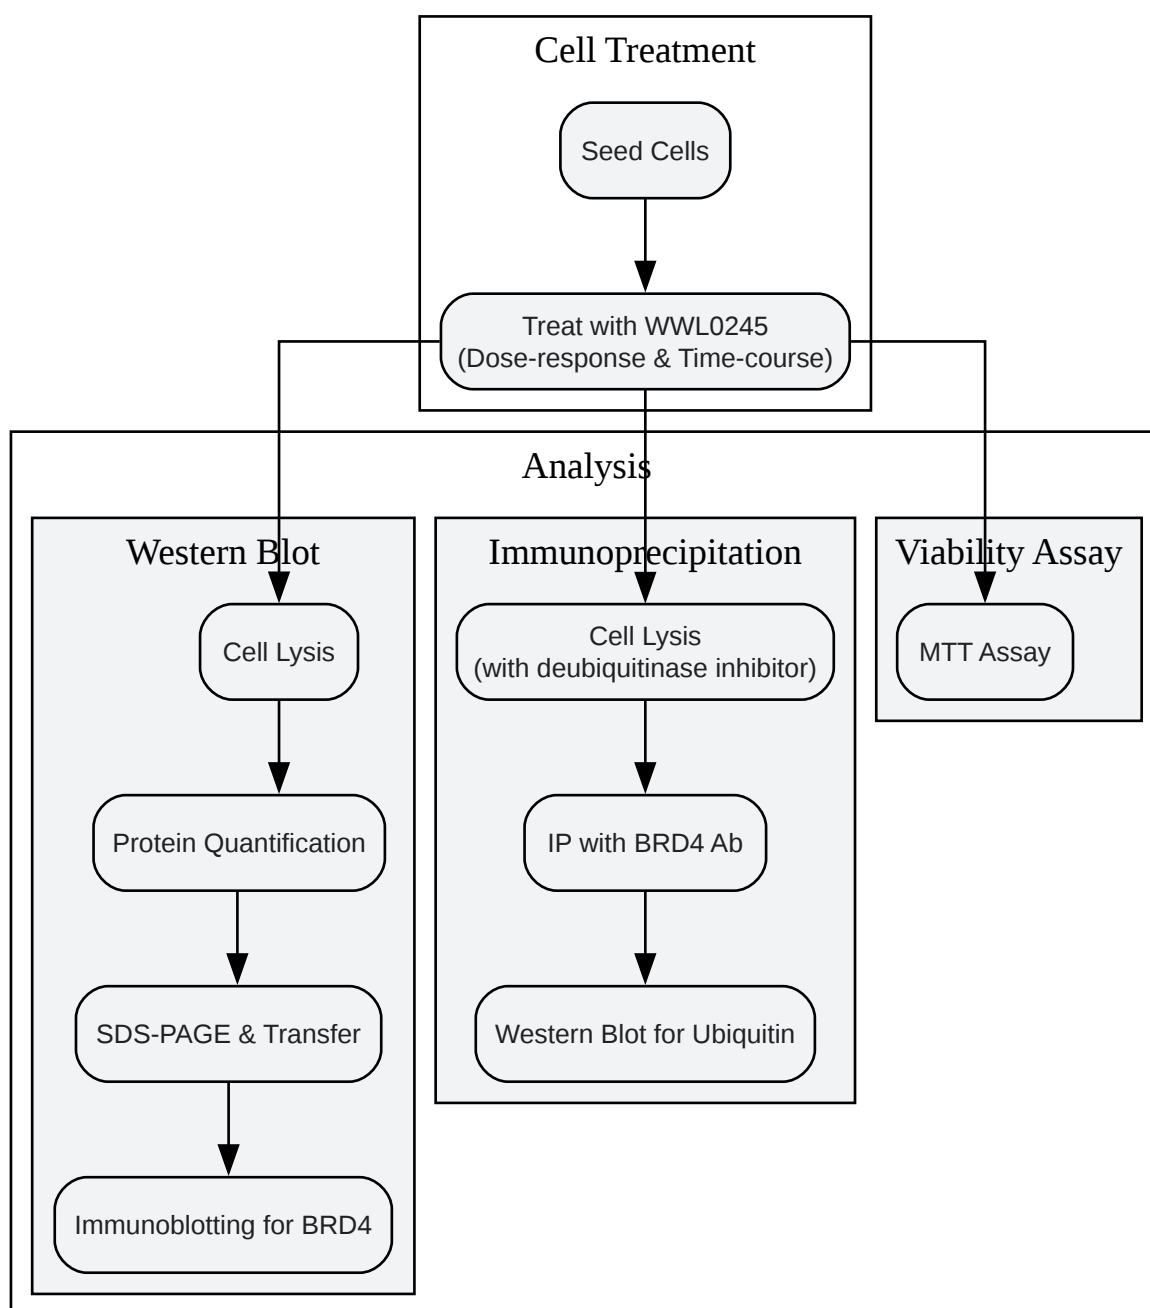 Cell Treatment
Seed Cells
Treat with WWL0245
(Dose-response & Time-course)
Analysis
Western Blot
Cell Lysis
Protein Quantification
SDS-PAGE & Transfer
Immunoblotting for BRD4
Immunoprecipitation
Cell Lysis
(with deubiquitinase inhibitor)
IP with BRD4 Ab
Western Blot for Ubiquitin
Viability Assay
MTT Assay